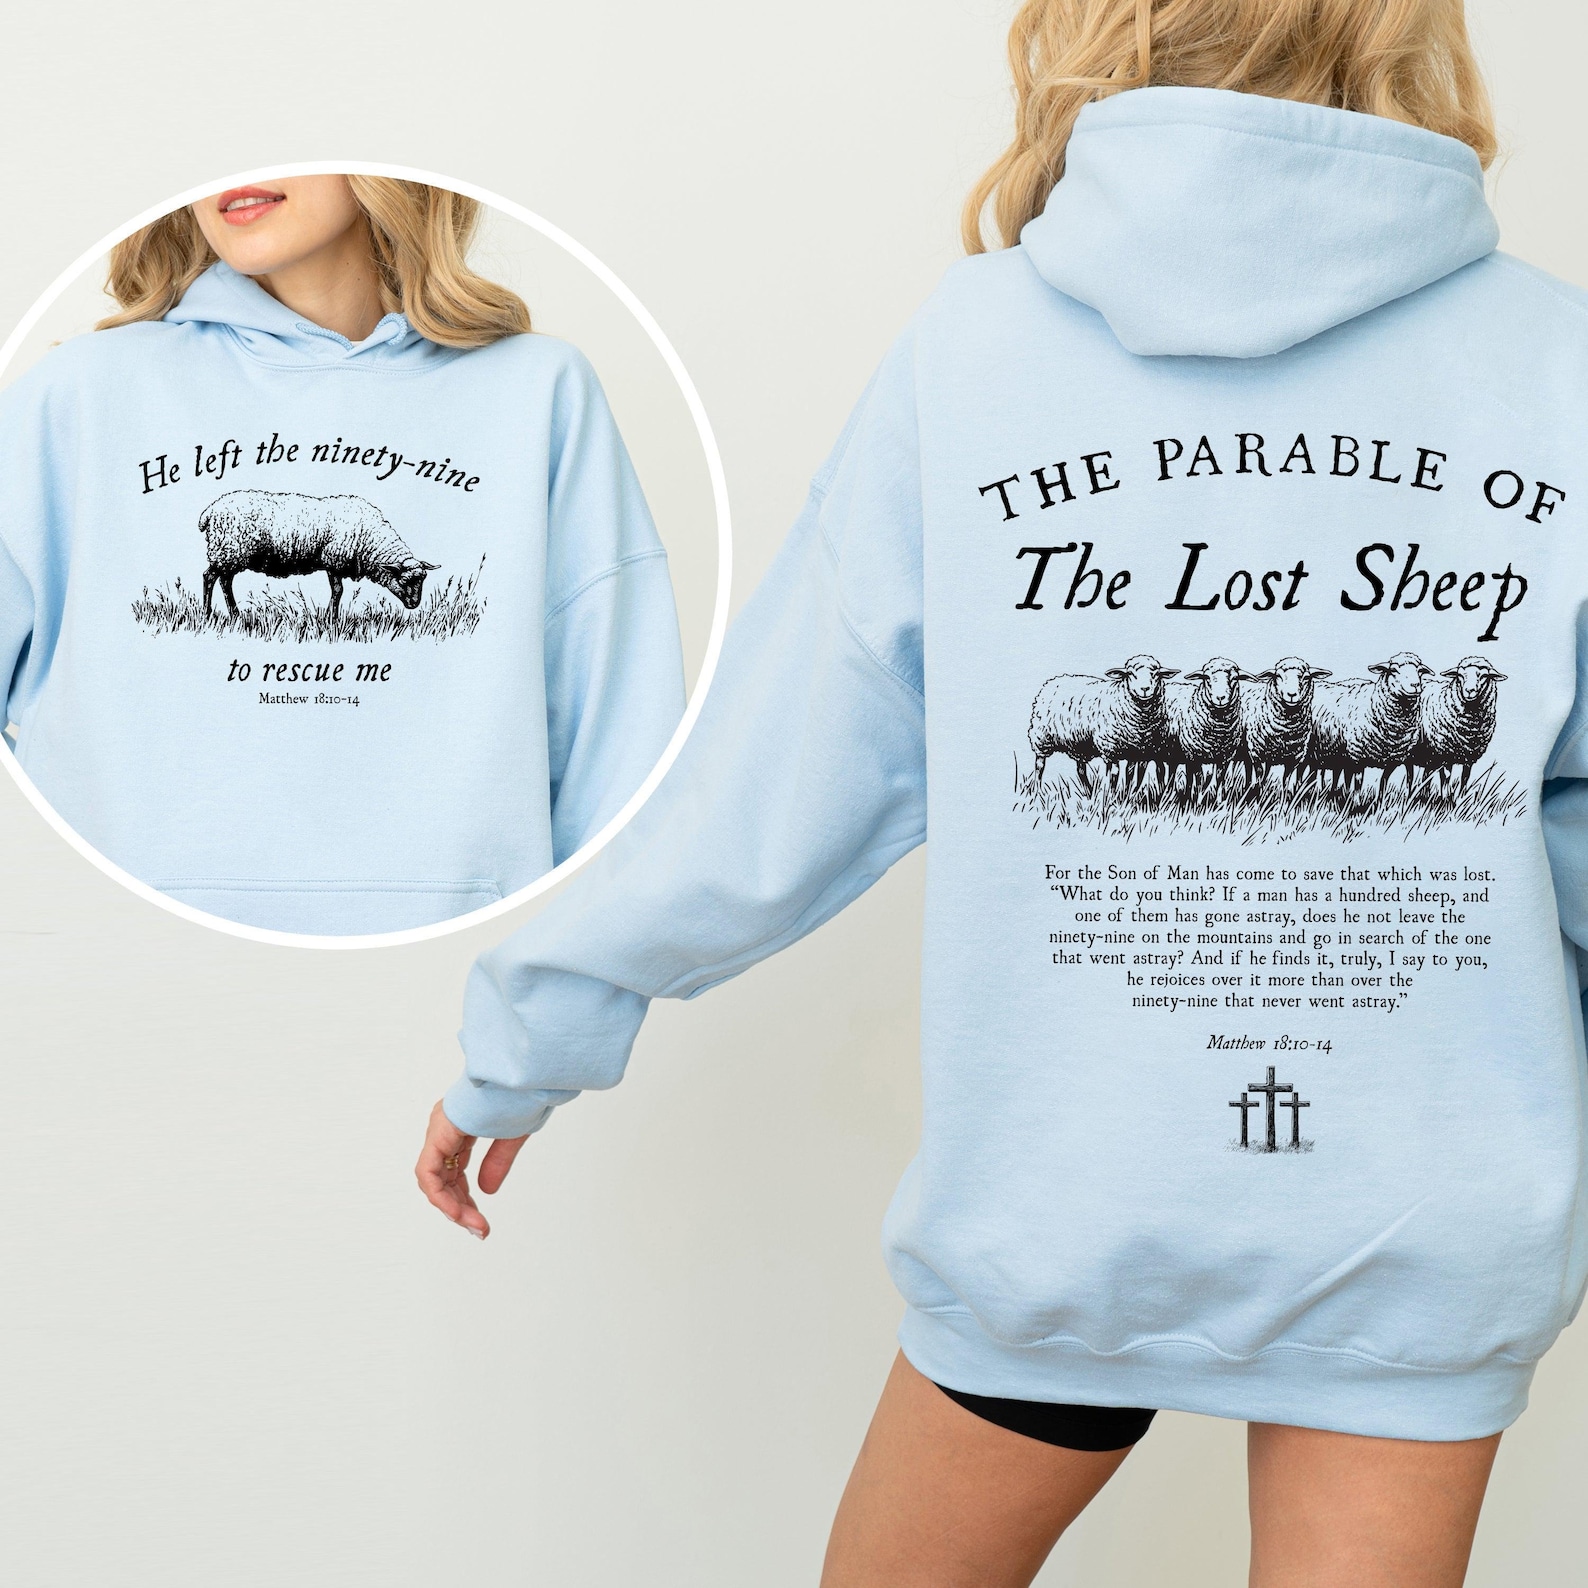 He left the ninety-nine
to rescue me
Matthew 18:10-14
THE PARABLE OF
The Lost Sheep
For the Son of Man has come to save that which was lost.
“What do you think? If a man has a hundred sheep, and
one of them has gone astray, does he not leave the
ninety-nine on the mountains and go in search of the one
that went astray? And if he finds it, truly, I say to you,
he rejoices over it more than over the
ninety-nine that never went astray.”
Matthew 18:10-14